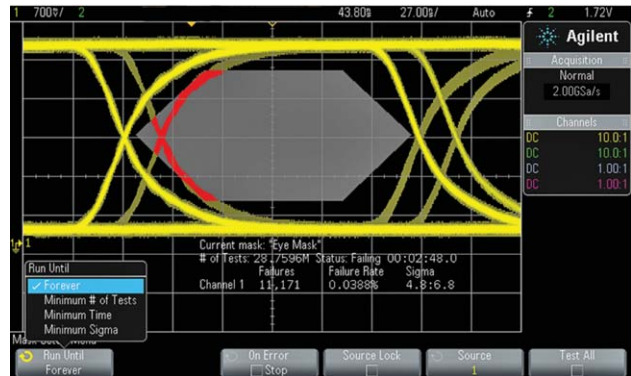 1 700♡/ 2 43.80s 27.00s/ Auto 2 1.72V
Agilent
Acquisition
Normal
2.00GSa/s
Channels
DC 10.0:1
DC 10.0:1
DC 1.00:1
DC 1.00:1
1
Current mask: "Eye Mask"
# of Tests: 28.7596M Status: Failing 00:02:48.0
Failures Failure Rate Sigma
Channel 1 11,171 0.0388% 4.8:6.8
Run Until
✓ Forever
Minimum # of Tests
Minimum Time
Minimum Sigma
Run Until
Forever
On Error
Stop
Source Lock
Source
1
Test All